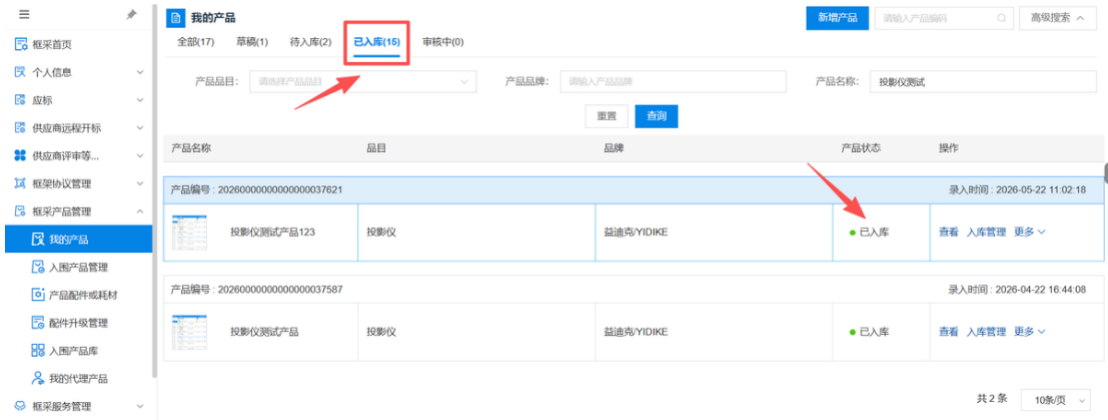 我的产品
新增产品
请输入产品编码
高级搜索
全部(17)
草稿(1)
待入库(2)
已入库(15)
审核中(0)
框采首页
个人信息
应标
供应商远程开标
供应商评审等...
框架协议管理
框采产品管理
我的产品
入围产品管理
产品配件或耗材
配件升级管理
入围产品库
我的代理产品
框采服务管理
产品品目:
请选择产品品目
产品品牌:
请输入产品品牌
产品名称:
投影仪测试
重置
查询
产品名称
品目
品牌
产品状态
操作
产品编号 : 20260000000000000037621
录入时间 : 2026-05-22 11:02:18
投影仪测试产品123
投影仪
益迪克/YIDIKE
已入库
查看 入库管理 更多
产品编号 : 20260000000000000037587
录入时间 : 2026-04-22 16:44:08
投影仪测试产品
投影仪
益迪克/YIDIKE
已入库
查看 入库管理 更多
共 2 条
10条/页